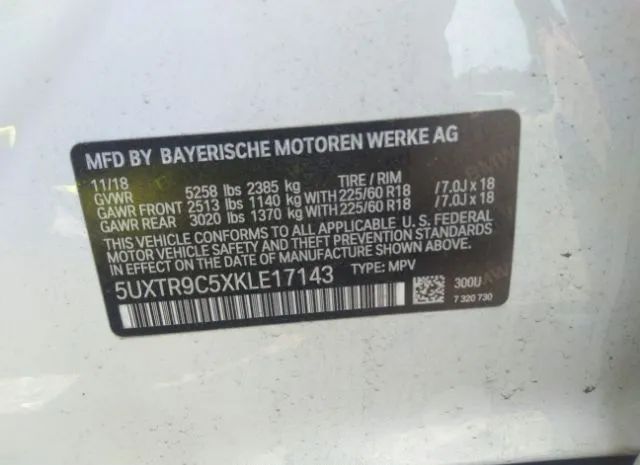 MFD BY BAYERISCHE MOTOREN WERKE AG
11/18
GVWR 5258 lbs 2385 kg TIRE / RIM
GAWR FRONT 2513 lbs 1140 kg WITH 225/60 R18 /7.0J x 18
GAWR REAR 3020 lbs 1370 kg WITH 225/60 R18 /7.0J x 18
THIS VEHICLE CONFORMS TO ALL APPLICABLE U. S. FEDERAL
MOTOR VEHICLE SAFETY AND THEFT PREVENTION
STANDARDS IN EFFECT ON THE DATE OF
MANUFACTURE SHOWN ABOVE.
5UXTR9C5XKLE17143 TYPE: MPV
300U
7 320 730